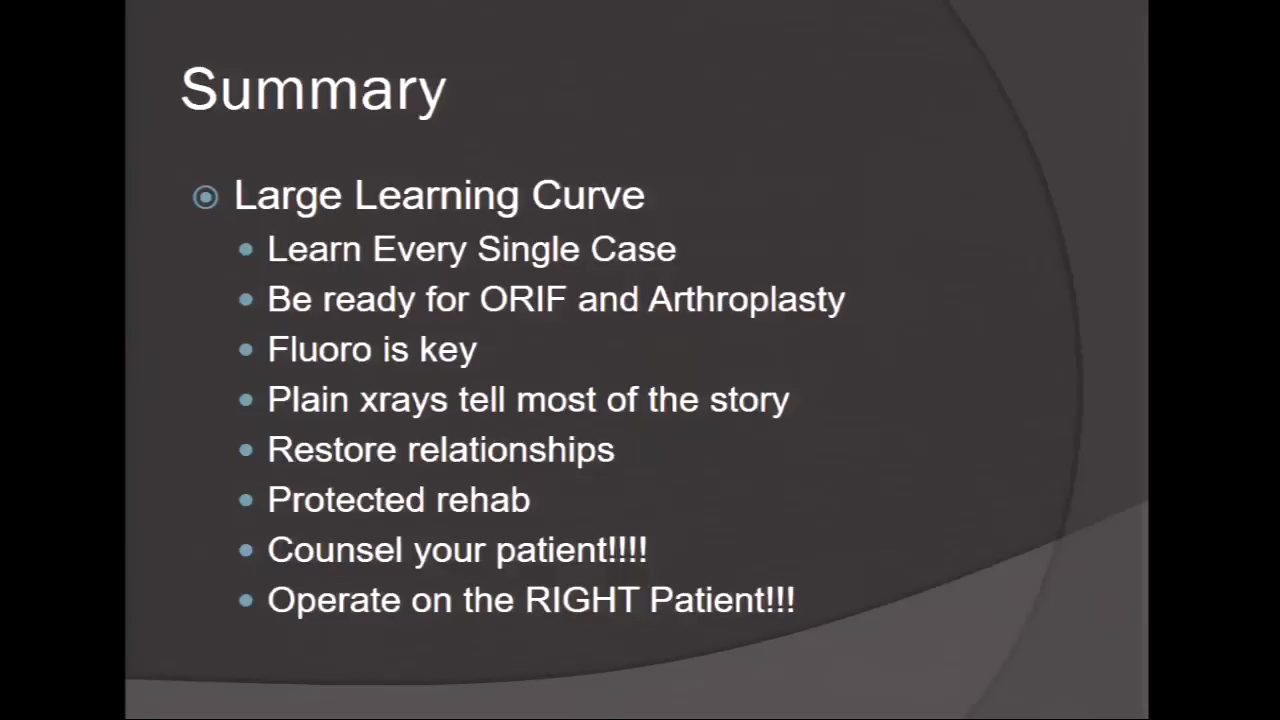 Summary
Large Learning Curve
Learn Every Single Case
Be ready for ORIF and Arthroplasty
Fluoro is key
Plain xrays tell most of the story
Restore relationships
Protected rehab
Counsel your patient!!!!
Operate on the RIGHT Patient!!!